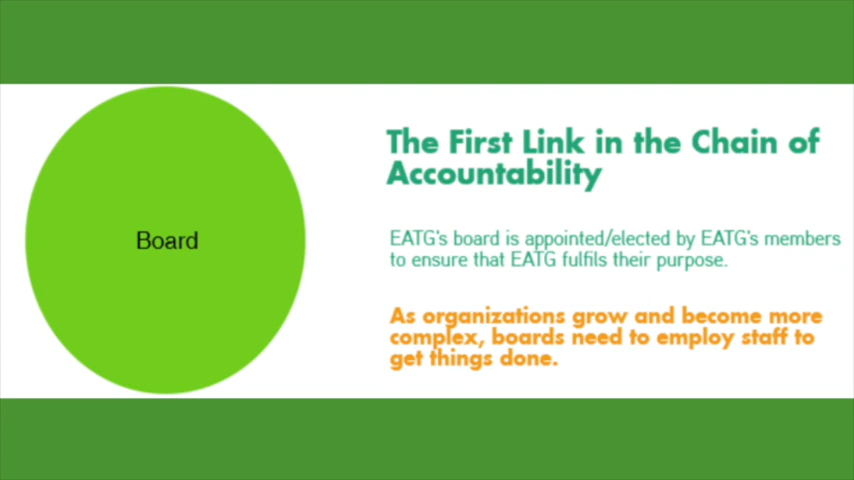 Board
The First Link in the Chain of
Accountability
EATG's board is appointed/elected by EATG's members
to ensure that EATG fulfils their purpose.
As organizations grow and become more
complex, boards need to employ staff to
get things done.